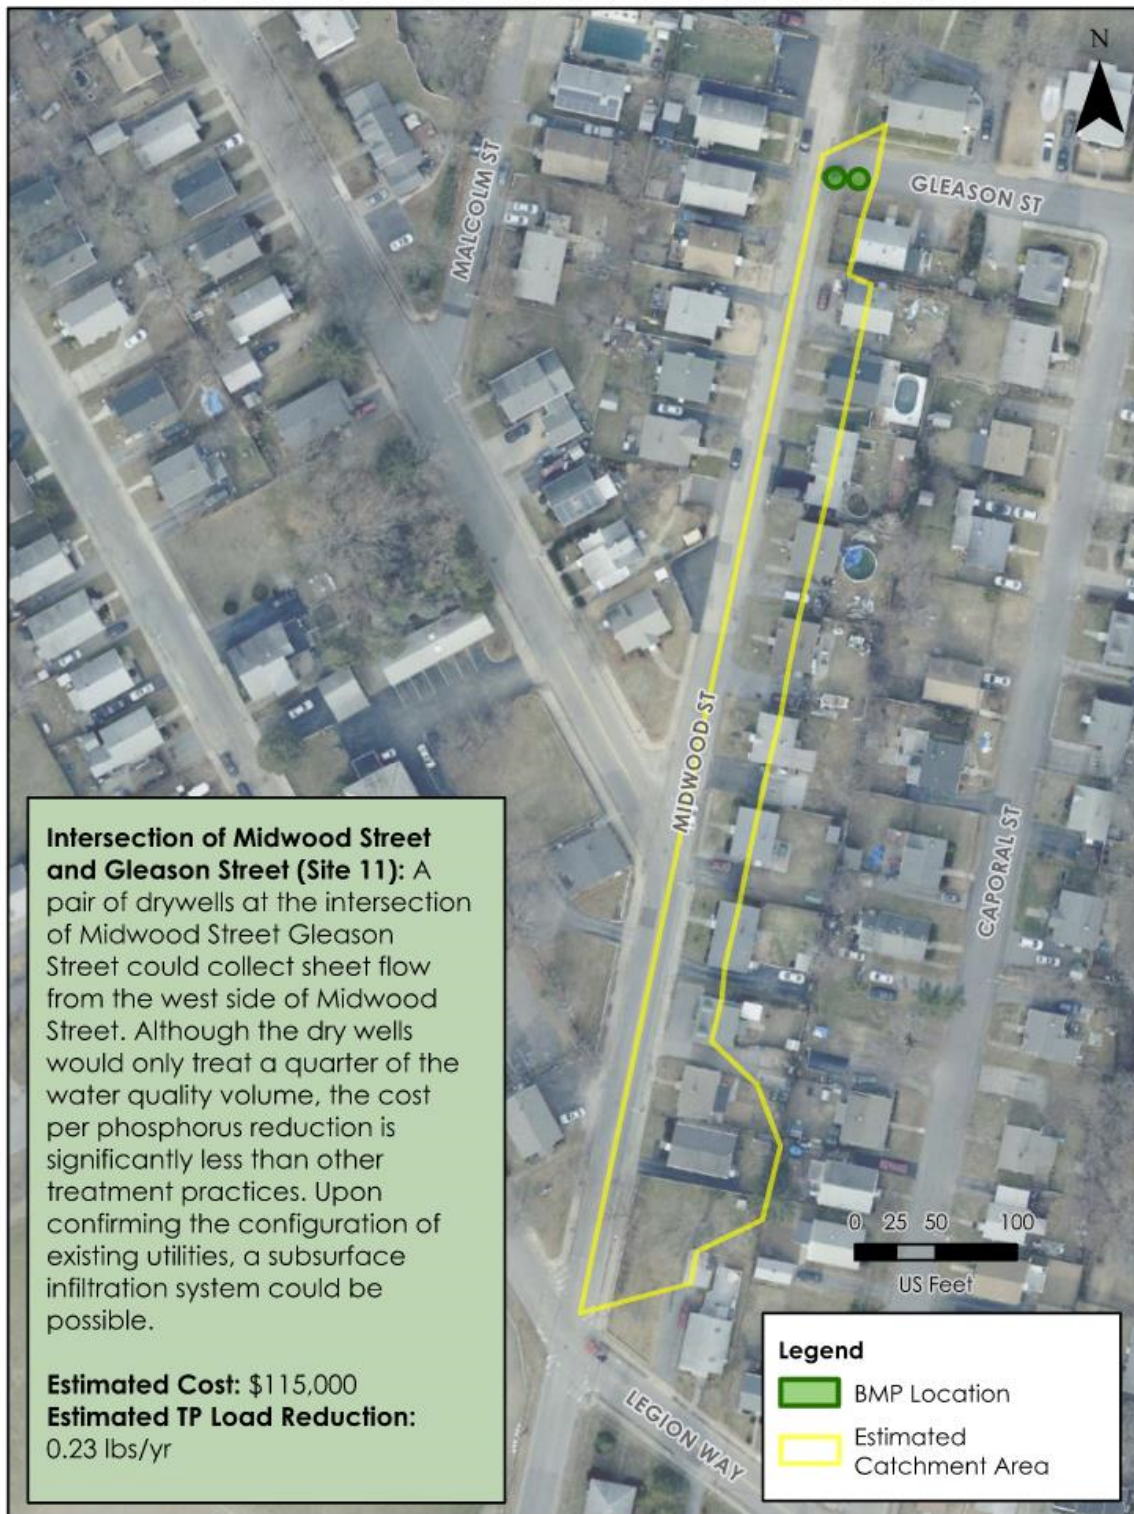 N
MALCOLM ST
GLEASON ST
MIDWOOD ST
CAPORAL ST
Intersection of Midwood Street
and Gleason Street (Site 11): A
pair of drywells at the intersection
of Midwood Street Gleason
Street could collect sheet flow
from the west side of Midwood
Street. Although the dry wells
would only treat a quarter of the
water quality volume, the cost
per phosphorus reduction is
significantly less than other
treatment practices. Upon
confirming the configuration of
existing utilities, a subsurface
infiltration system could be
possible.
Estimated Cost: $115,000
Estimated TP Load Reduction:
0.23 lbs/yr
0 25 50 100
US Feet
LEGION WAY
Legend
BMP Location
Estimated
Catchment Area